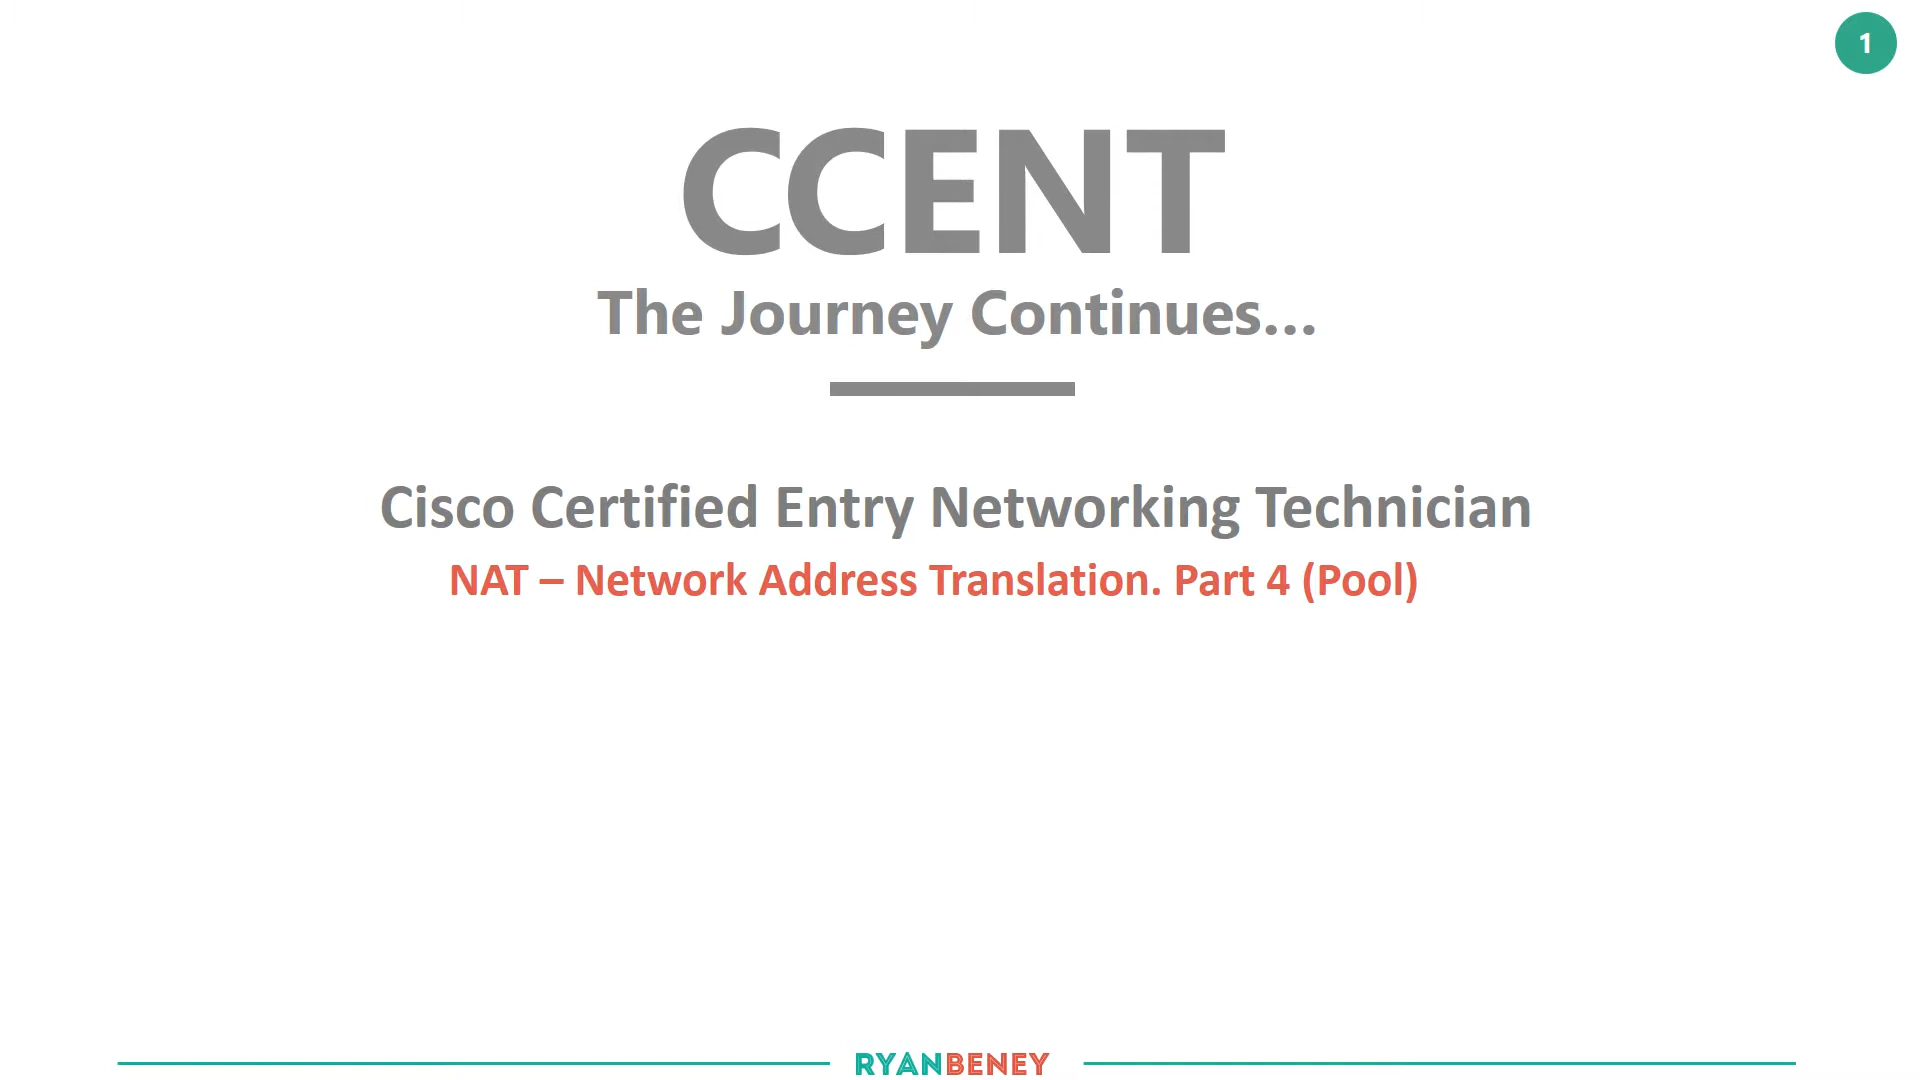 1
CCENT
The Journey Continues...
Cisco Certified Entry Networking Technician
NAT – Network Address Translation. Part 4 (Pool)
RYANBENEY